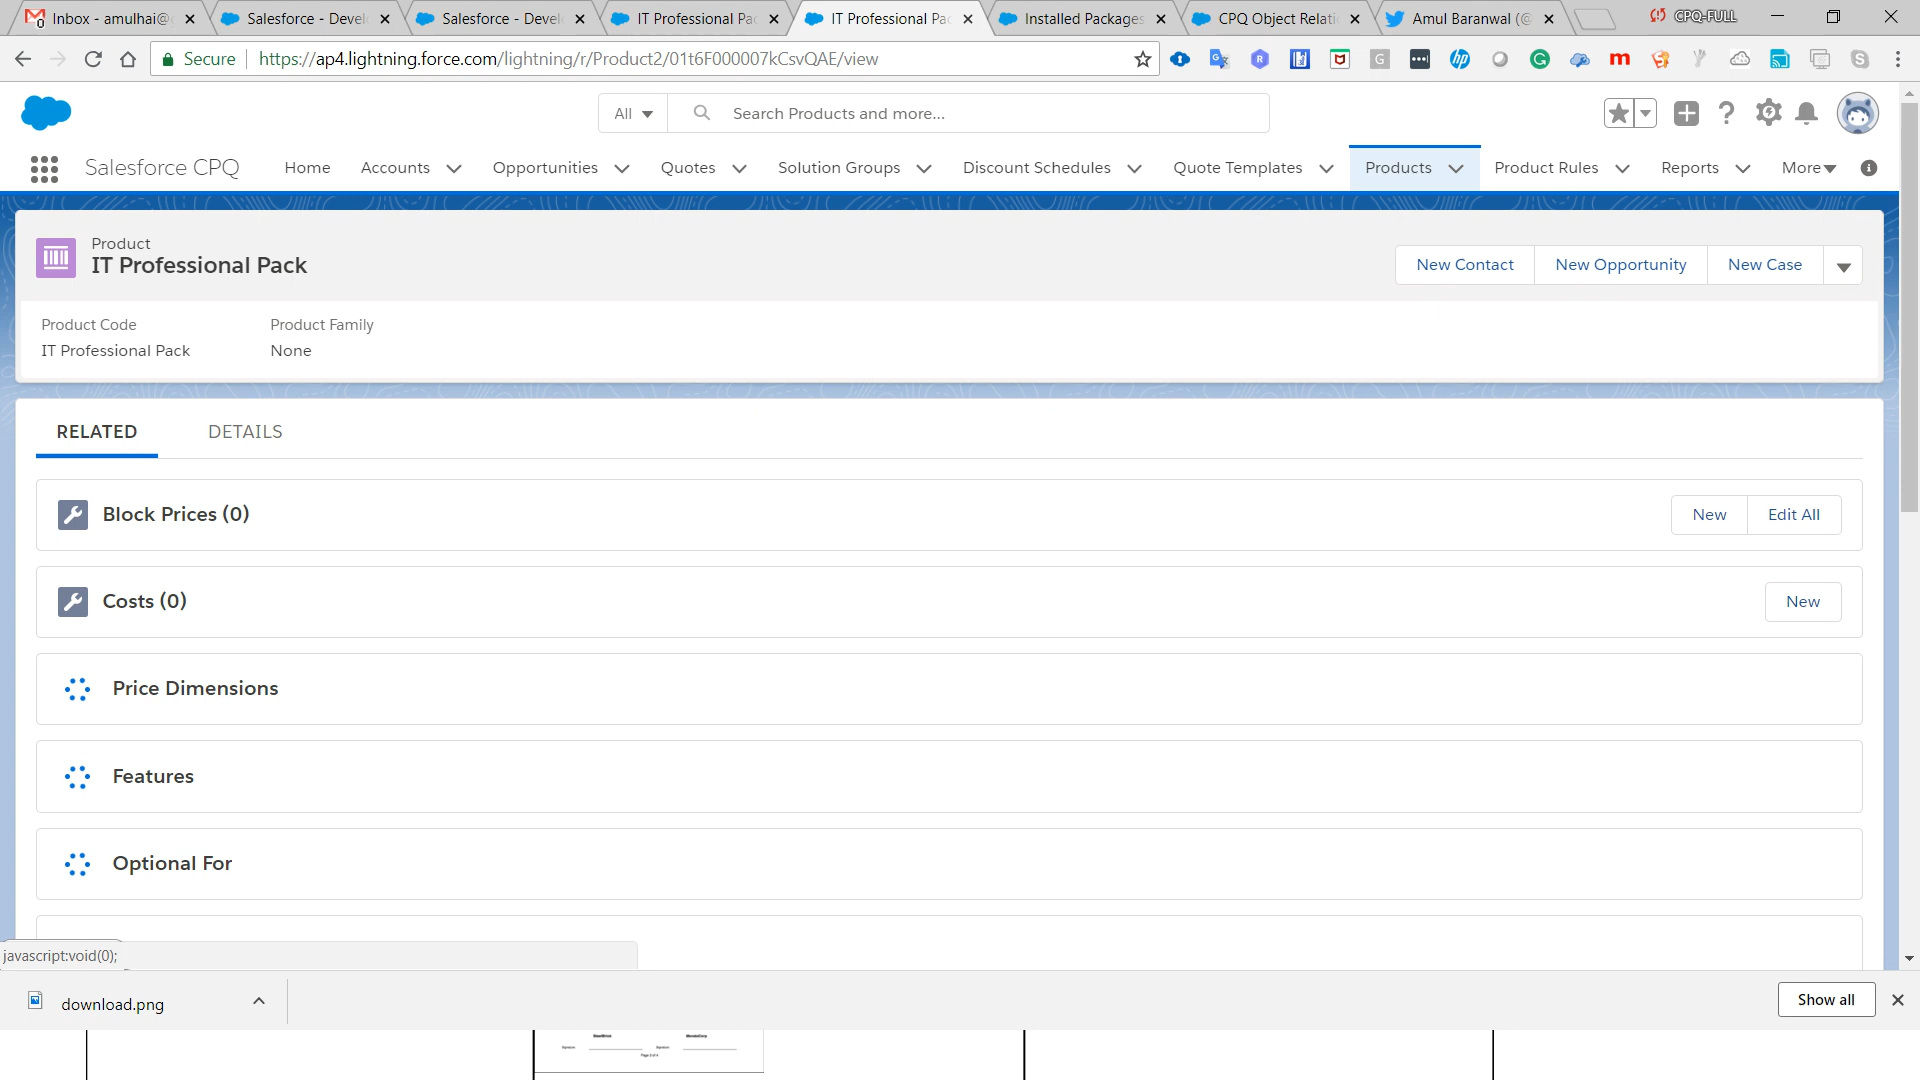 Inbox - amulhai@
Salesforce - Devel
Salesforce - Devel
IT Professional Pac
IT Professional Pac
Installed Packages
CPQ Object Relati
Amul Baranwal (@
CPQ-FULL
Secure
https://ap4.lightning.force.com/lightning/r/Product2/01t6F000007kCsvQAE/view
All
Search Products and more...
Salesforce CPQ
Home
Accounts
Opportunities
Quotes
Solution Groups
Discount Schedules
Quote Templates
Products
Product Rules
Reports
More
Product
IT Professional Pack
New Contact
New Opportunity
New Case
Product Code
Product Family
IT Professional Pack
None
RELATED
DETAILS
Block Prices (0)
New
Edit All
Costs (0)
New
Price Dimensions
Features
Optional For
javascript:void(0);
download.png
Show all